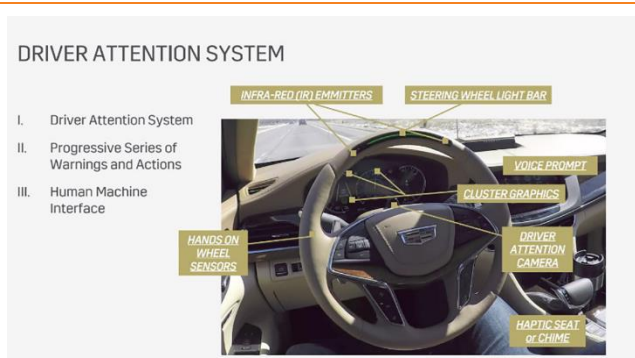 DRIVER ATTENTION SYSTEM
I. Driver Attention System
II. Progressive Series of
Warnings and Actions
III. Human Machine
Interface
INFRA-RED (IR) EMMITTERS
STEERING WHEEL LIGHT BAR
VOICE PROMPT
CLUSTER GRAPHICS
HANDS ON
WHEEL
SENSORS
DRIVER
ATTENTION
CAMERA
HAPTIC SEAT
or CHIME